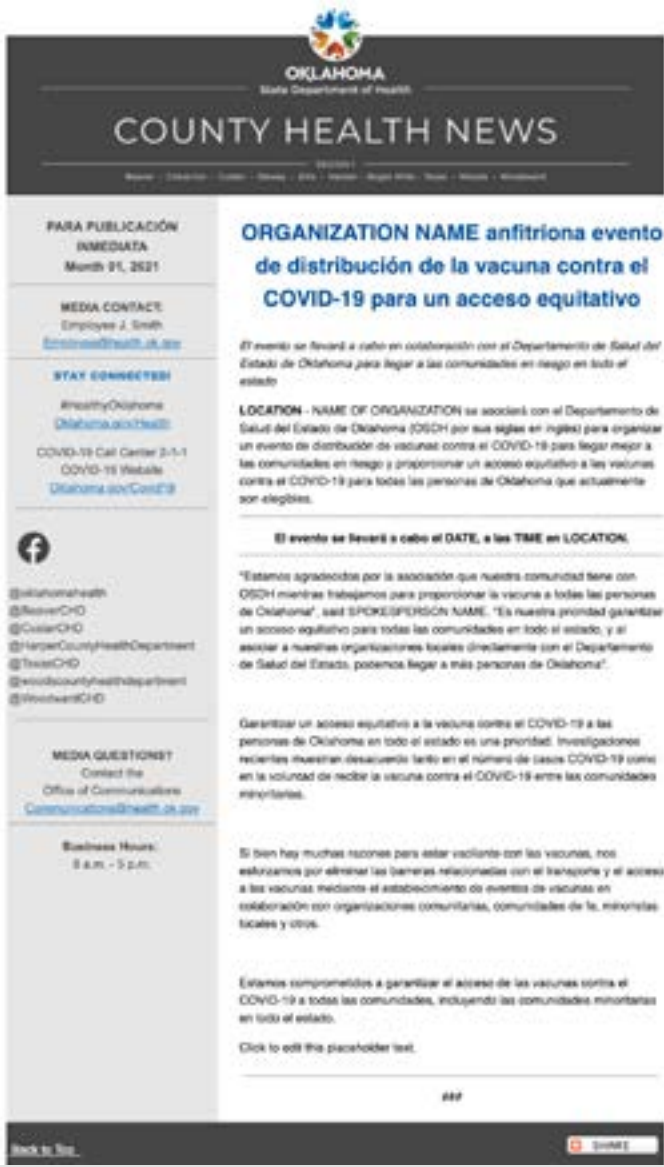 OKLAHOMA
State Department of Health
COUNTY HEALTH NEWS
PARA PUBLICACIÓN
INMEDIATA
Month 01, 2021
MEDIA CONTACT:
Employee J. Smith
Employee@health.ok.gov
STAY CONNECTED!
#HealthyOklahoma
Oklahoma.gov/Health
COVID-19 Call Center 2-1-1
COVID-19 Website
Oklahoma.gov/Covid19
@oklahomahealth
@BeaverCHD
@CusterCHD
@HarperCountyHealthDepartment
@TexasCHD
@woodscountyhealthdepartment
@WoodwardCHD
MEDIA QUESTIONS?
Contact the
Office of Communications
Communications@health.ok.gov
Business Hours:
8 a.m. - 5 p.m.
ORGANIZATION NAME anfitriona evento
de distribución de la vacuna contra el
COVID-19 para un acceso equitativo
El evento se llevará a cabo en colaboración con el Departamento de Salud del
Estado de Oklahoma para llegar a las comunidades en riesgo en todo el
estado
LOCATION - NAME OF ORGANIZATION se asociará con el Departamento de
Salud del Estado de Oklahoma (OSDH por sus siglas en inglés) para organizar
un evento de distribución de vacunas contra el COVID-19 para llegar mejor a
las comunidades en riesgo y proporcionar un acceso equitativo a las vacunas
contra el COVID-19 para todas las personas de Oklahoma que actualmente
son elegibles.
El evento se llevará a cabo el DATE, a las TIME en LOCATION.
"Estamos agradecidos por la asociación que nuestra comunidad tiene con
OSDH mientras trabajamos para proporcionar la vacuna a todas las personas
de Oklahoma", said SPOKESPERSON NAME. "Es nuestra prioridad garantizar
un acceso equitativo para todas las comunidades en todo el estado, y al
asociar a nuestras organizaciones locales directamente con el Departamento
de Salud del Estado, podemos llegar a más personas de Oklahoma".
Garantizar un acceso equitativo a la vacuna contra el COVID-19 a las
personas de Oklahoma en todo el estado es una prioridad. Investigaciones
recientes muestran desacuerdo tanto en el número de casos COVID-19 como
en la voluntad de recibir la vacuna contra el COVID-19 entre las comunidades
minoritarias.
Si bien hay muchas razones para estar vacilante con las vacunas, nos
esforzamos por eliminar las barreras relacionadas con el transporte y el acceso
a las vacunas mediante el establecimiento de eventos de vacunas en
colaboración con organizaciones comunitarias, comunidades de fe, minoristas
locales y otros.
Estamos comprometidos a garantizar el acceso de las vacunas contra el
COVID-19 a todas las comunidades, incluyendo las comunidades minoritarias
en todo el estado.
Click to edit this placeholder text.
###
Back to Top
SHARE